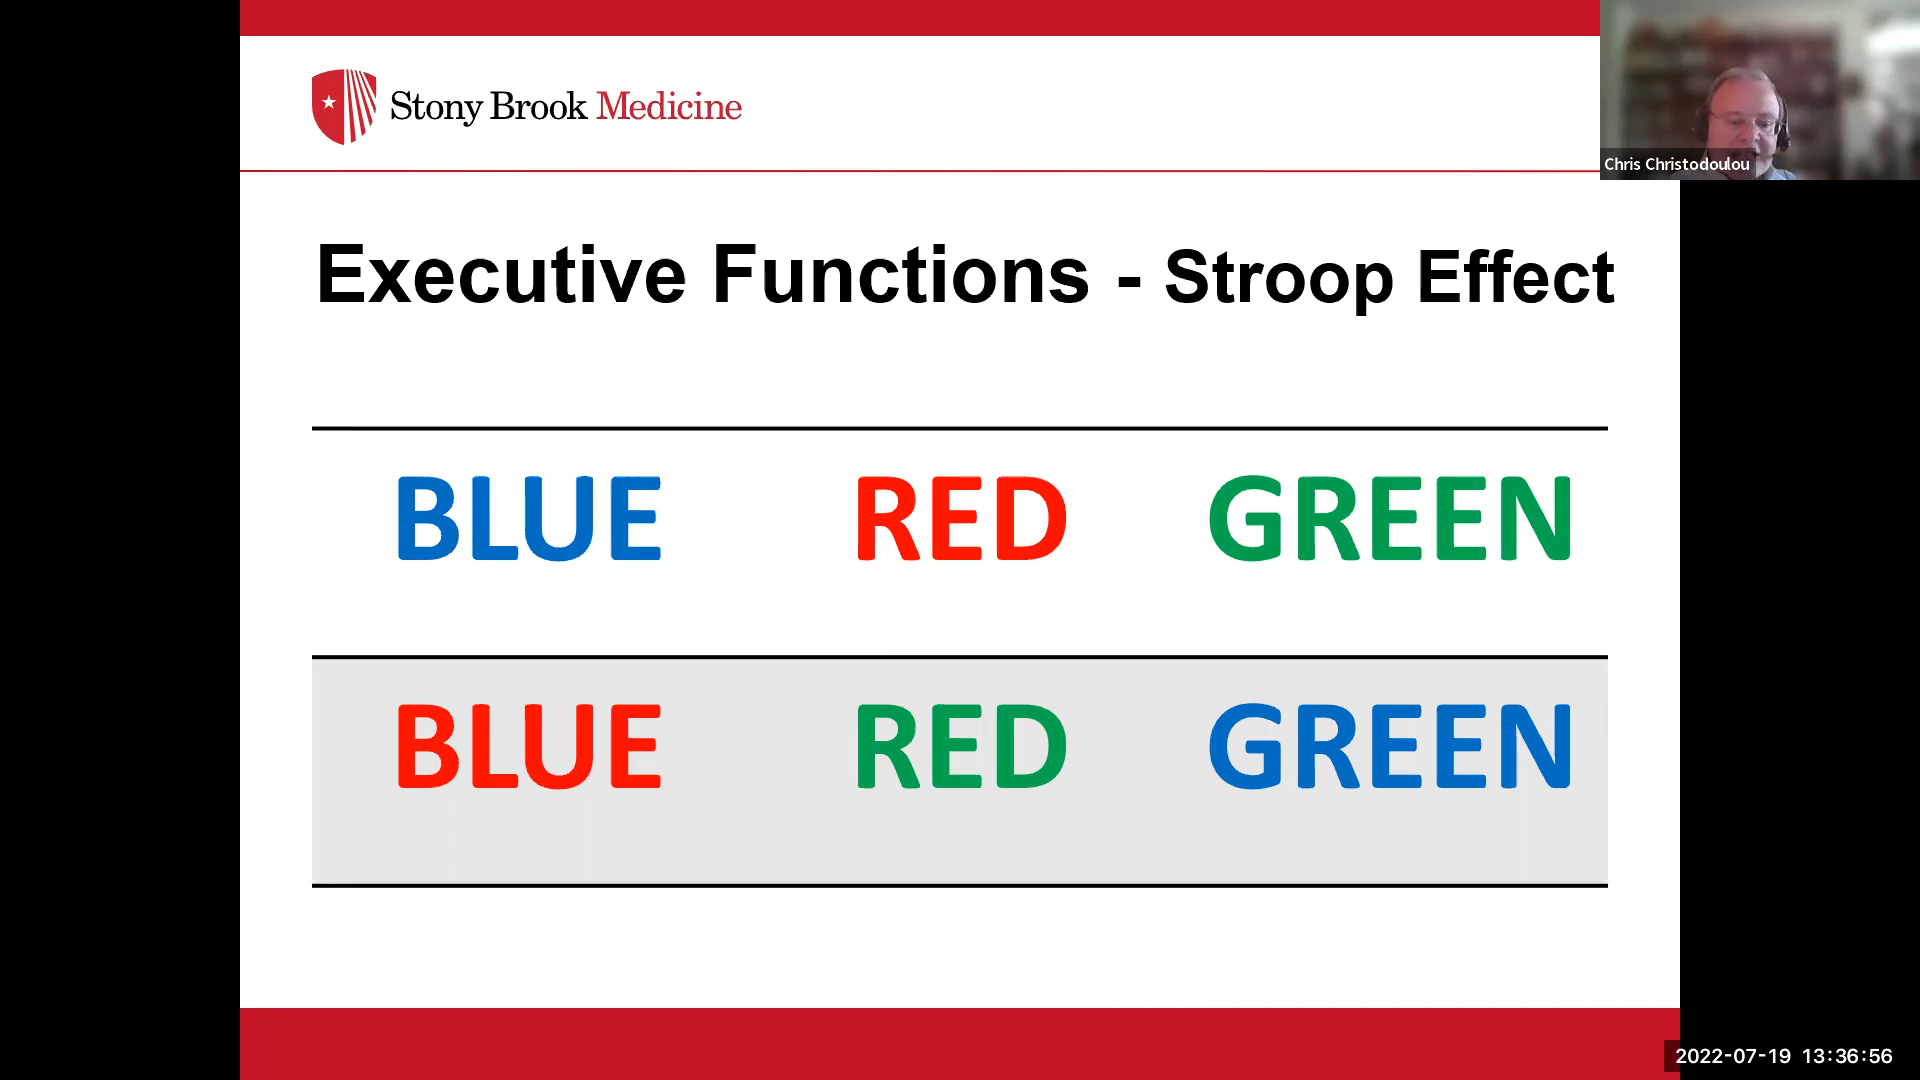 Stony Brook Medicine
Chris Christodoulou
Executive Functions - Stroop Effect
BLUE RED GREEN
BLUE RED GREEN
2022-07-19 13:36:56